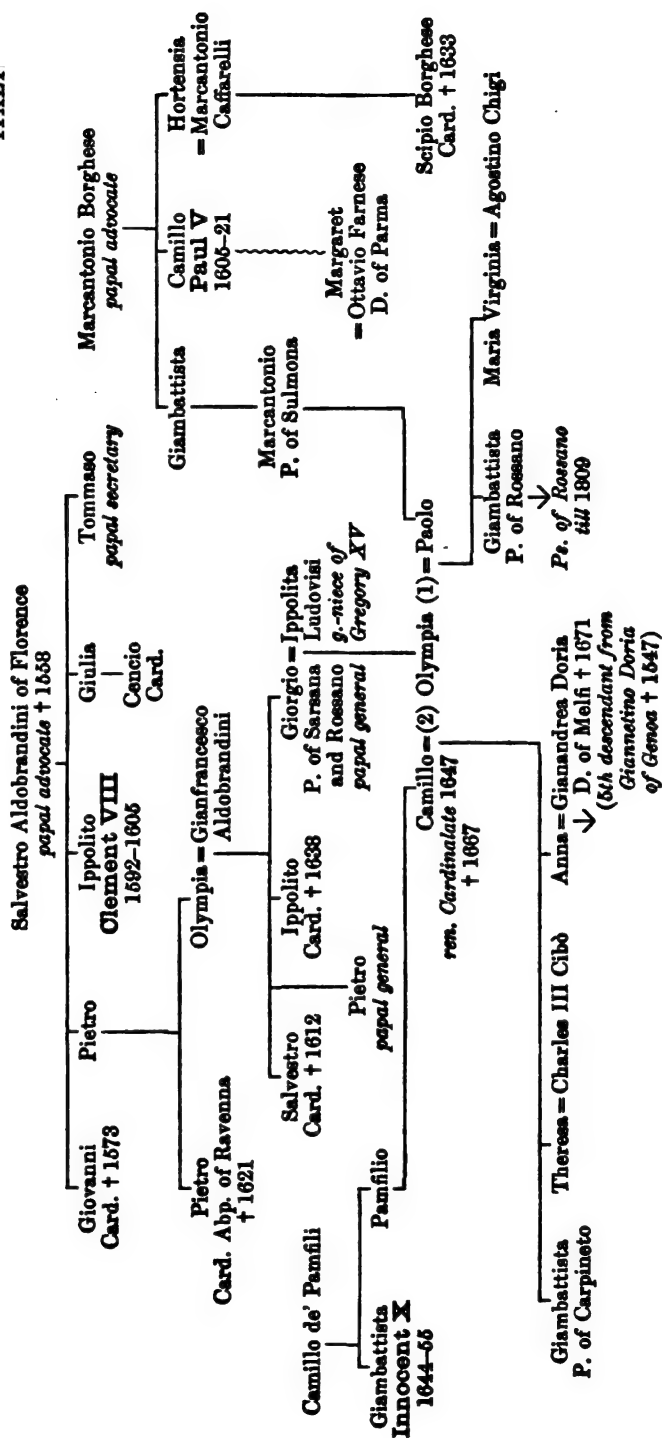 Salvestro Aldobrandini of Florence
papal advocate † 1558
Giovanni
Card. † 1573
Pietro
Ippolito
Clement VIII
1592–1605
Giulia
Cencio
Card.
Tommaso
papal secretary
Marcantonio Borghese
papal advocate
Giambattista
Camillo
Paul V
1605–21
Hortensia
= Marcantonio
Caffarelli
Pietro
Card. Abp. of Ravenna
† 1621
Olympia = Gianfrancesco
Aldobrandini
Marcantonio
P. of Sulmona
Margaret
= Ottavio Farnese
D. of Parma
Scipio Borghese
Card. † 1633
Salvestro
Card. † 1612
Pietro
papal general
Ippolito
Card. † 1638
Giorgio = Ippolita
P. of Sarsana
and Rossano
papal general
Ludovisi
g.-niece of
Gregory XV
Camillo de' Pamfili
Giambattista
Innocent X
1644–55
Pamfilio
Camillo = (2) Olympia (1) = Paolo
ren. Cardinalate 1647
† 1667
Giambattista
P. of Rossano
Ps. of Rossano
till 1809
Maria Virginia = Agostino Chigi
Giambattista
P. of Carpineto
Theresa = Charles III Cibò
Anna = Gianandrea Doria
D. of Melfi † 1671
(5th descendant from
Giannetino Doria
of Genoa † 1547)